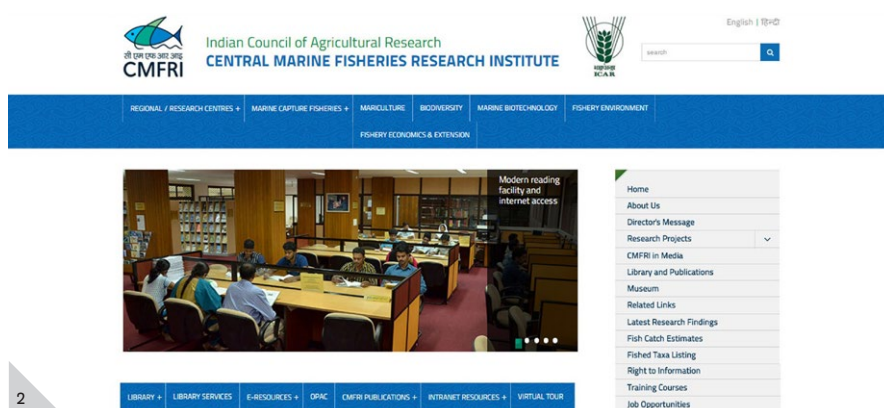 English | हिन्दी
सी एम एफ आर आइ
CMFRI
Indian Council of Agricultural Research
CENTRAL MARINE FISHERIES RESEARCH INSTITUTE
ICAR
search
REGIONAL / RESEARCH CENTRES +
MARINE CAPTURE FISHERIES +
MARICULTURE
BIODIVERSITY
MARINE BIOTECHNOLOGY
FISHERY ENVIRONMENT
FISHERY ECONOMICS & EXTENSION
Modern reading
facility and
internet access
Home
About Us
Director's Message
Research Projects
CMFRI in Media
Library and Publications
Museum
Related Links
Latest Research Findings
Fish Catch Estimates
Fished Taxa Listing
Right to Information
Training Courses
Job Opportunities
LIBRARY +
LIBRARY SERVICES
E-RESOURCES +
OPAC
CMFRI PUBLICATIONS +
INTRANET RESOURCES +
VIRTUAL TOUR
2